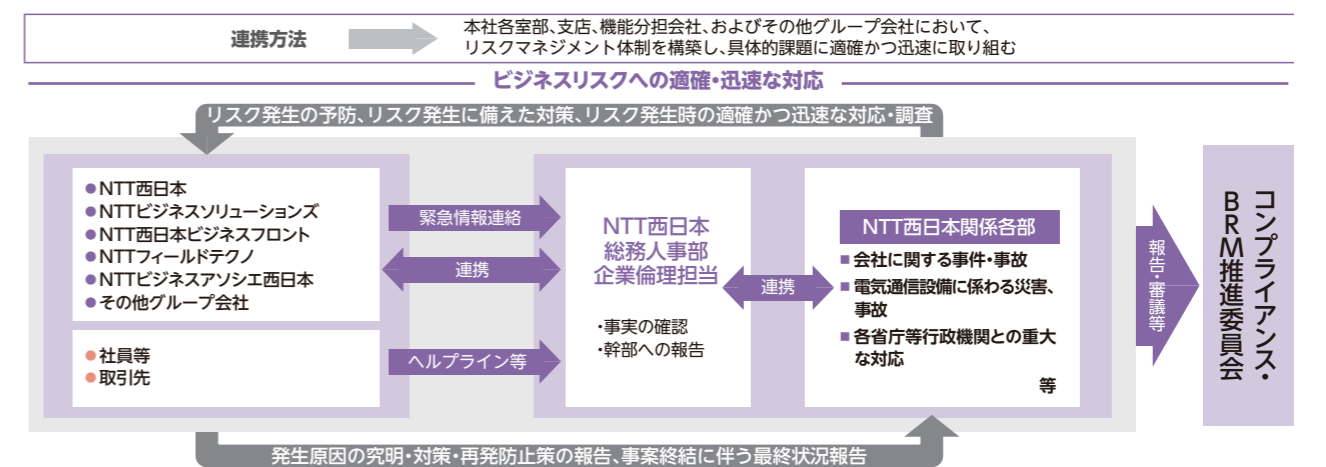 連携方法
本社各室部、支店、機能分担会社、およびその他グループ会社において、
リスクマネジメント体制を構築し、具体的課題に適確かつ迅速に取り組む
ビジネスリスクへの適確・迅速な対応
リスク発生の予防、リスク発生に備えた対策、リスク発生時の適確かつ迅速な対応・調査
●NTT西日本
●NTTビジネスソリューションズ
●NTT西日本ビジネスフロント
●NTTフィールドテクノ
●NTTビジネスアソシエ西日本
●その他グループ会社
●社員等
●取引先
緊急情報連絡
連携
ヘルプライン等
NTT西日本
総務人事部
企業倫理担当
・事実の確認
・幹部への報告
連携
NTT西日本関係各部
■会社に関する事件・事故
■電気通信設備に係わる災害、
事故
■各省庁等行政機関との重大
な対応
等
報告・審議等
コンプライアンス・
BRM推進委員会
発生原因の究明・対策・再発防止策の報告、事案終結に伴う最終状況報告